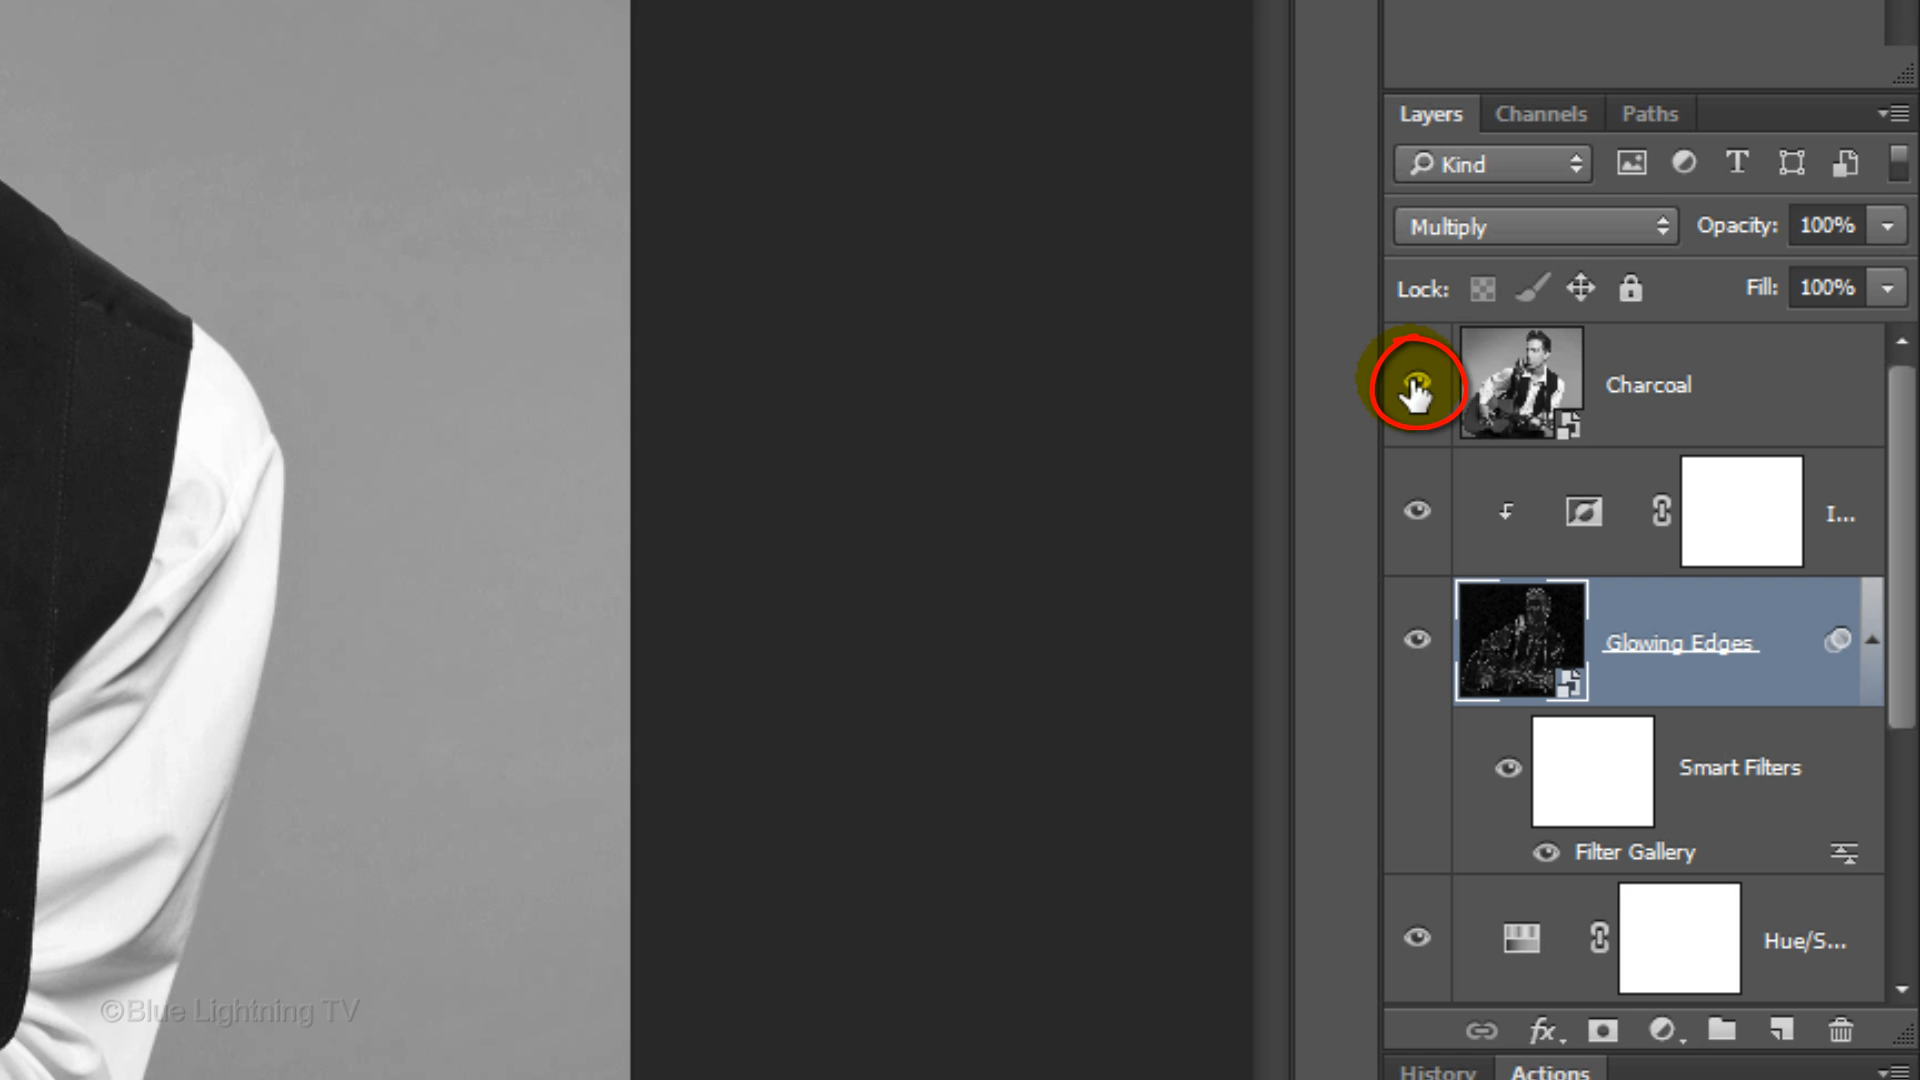 Layers Channels Paths
Kind T
Multiply Opacity: 100%
Lock: Fill: 100%
Charcoal
I...
Glowing Edges
Smart Filters
Filter Gallery
Hue/S...
©Blue Lightning TV
fx
History Actions